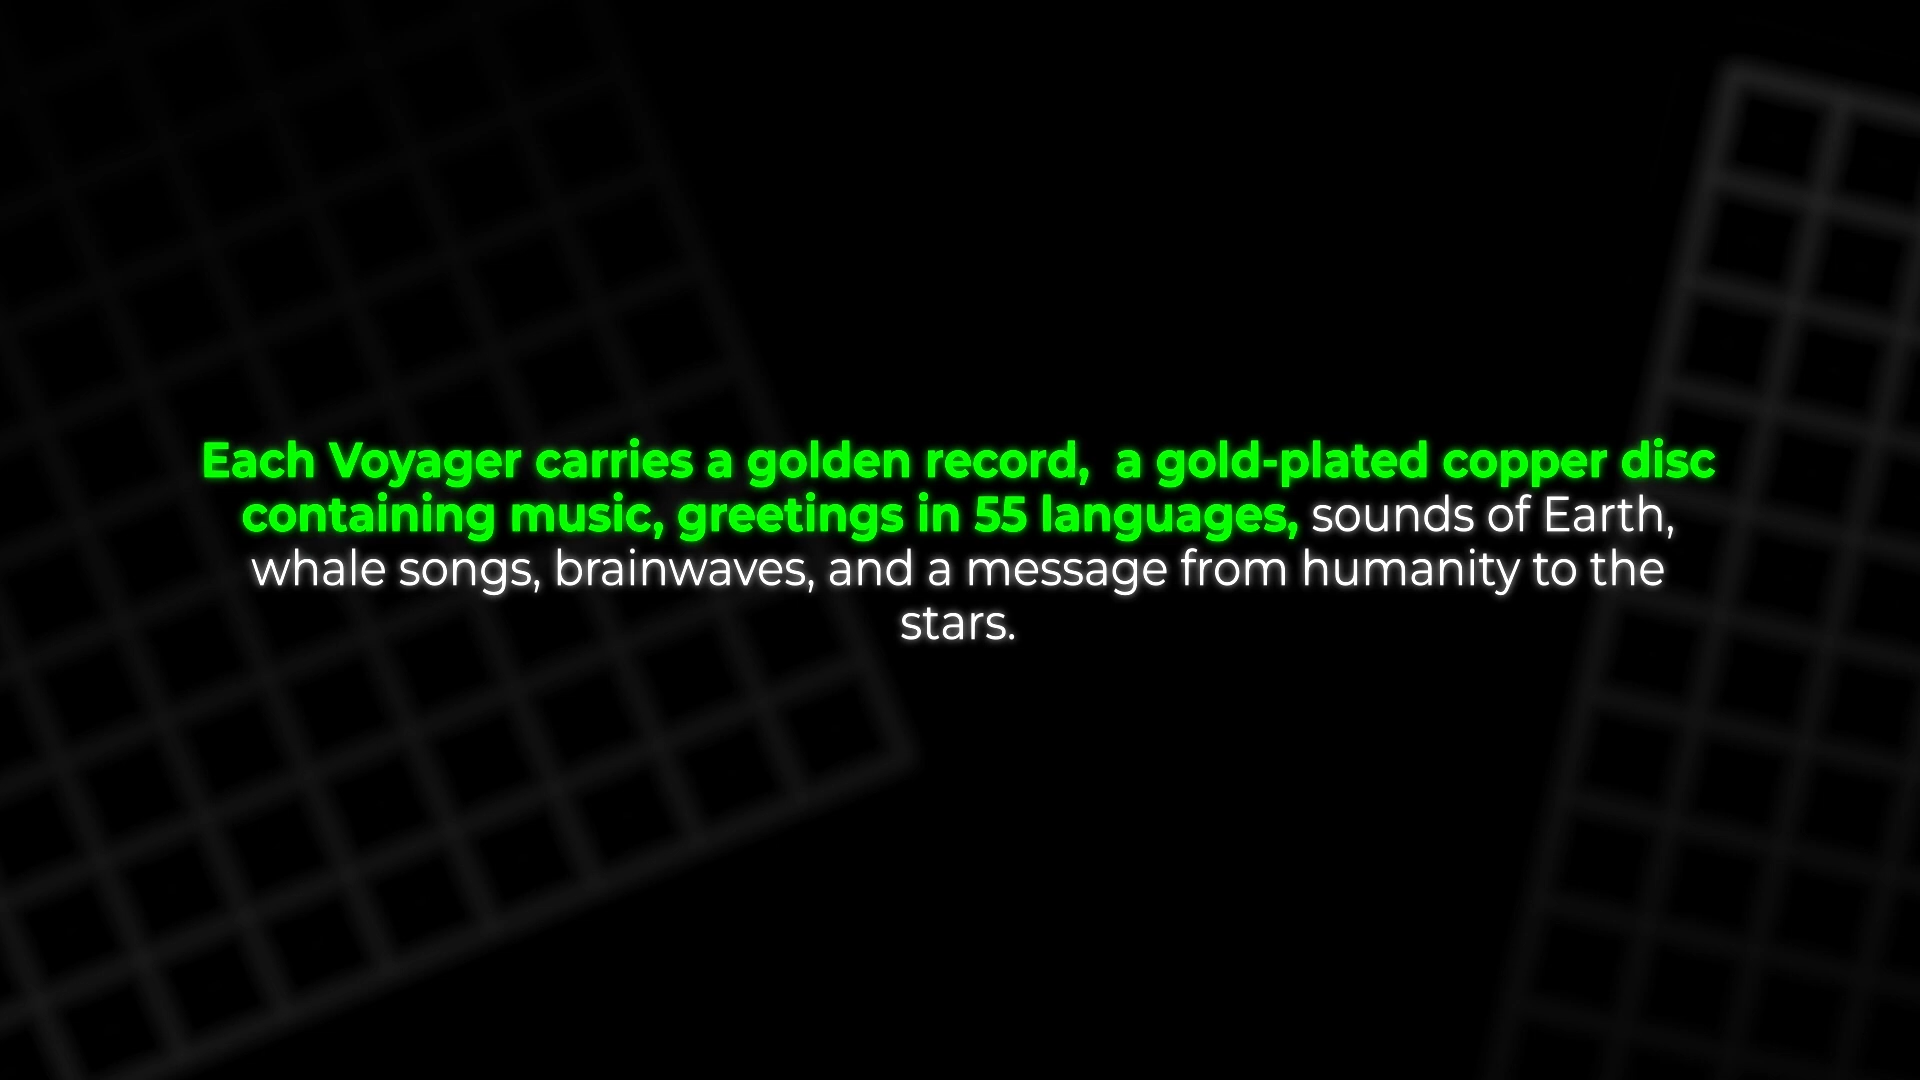 Each Voyager carries a golden record,  a gold-plated copper disc
containing music, greetings in 55 languages, sounds of Earth,
whale songs, brainwaves, and a message from humanity to the
stars.